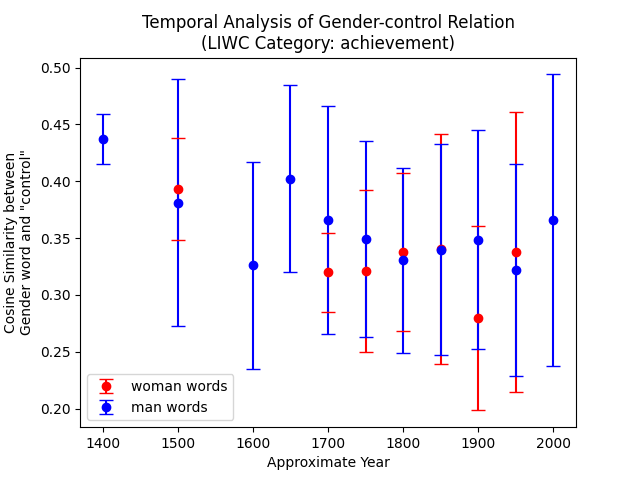 Temporal Analysis of Gender-control Relation
(LIWC Category: achievement)
Cosine Similarity between
Gender word and "control"
0.50
0.45
0.40
0.35
0.30
0.25
0.20
woman words
man words
1400 1500 1600 1700 1800 1900 2000
Approximate Year